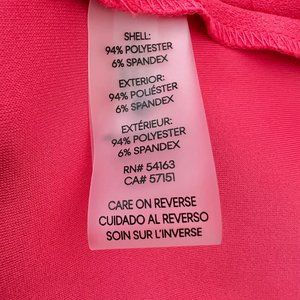 SHELL:
94% POLYESTER
6% SPANDEX
EXTERIOR:
94% POLIÉSTER
6% SPANDEX
EXTÉRIEUR:
94% POLYESTER
6% SPANDEX
RN# 54163
CA# 57151
CARE ON REVERSE
CUIDADO AL REVERSO
SOIN SUR L'INVERSE